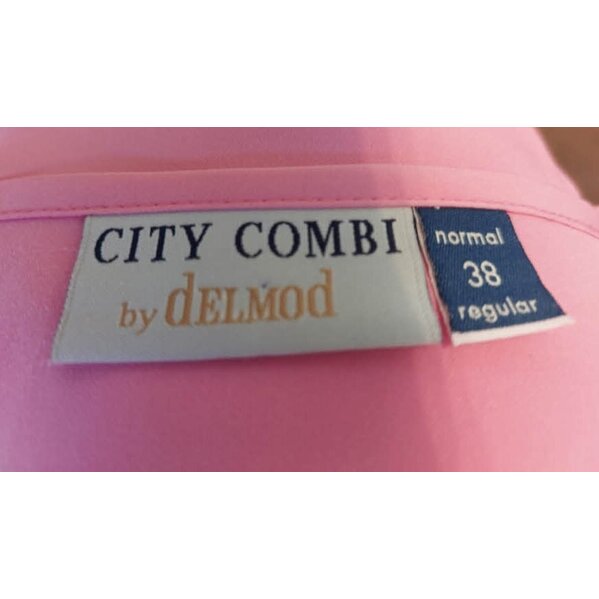 CITY COMBI
by dELMOd
normal
38
regular